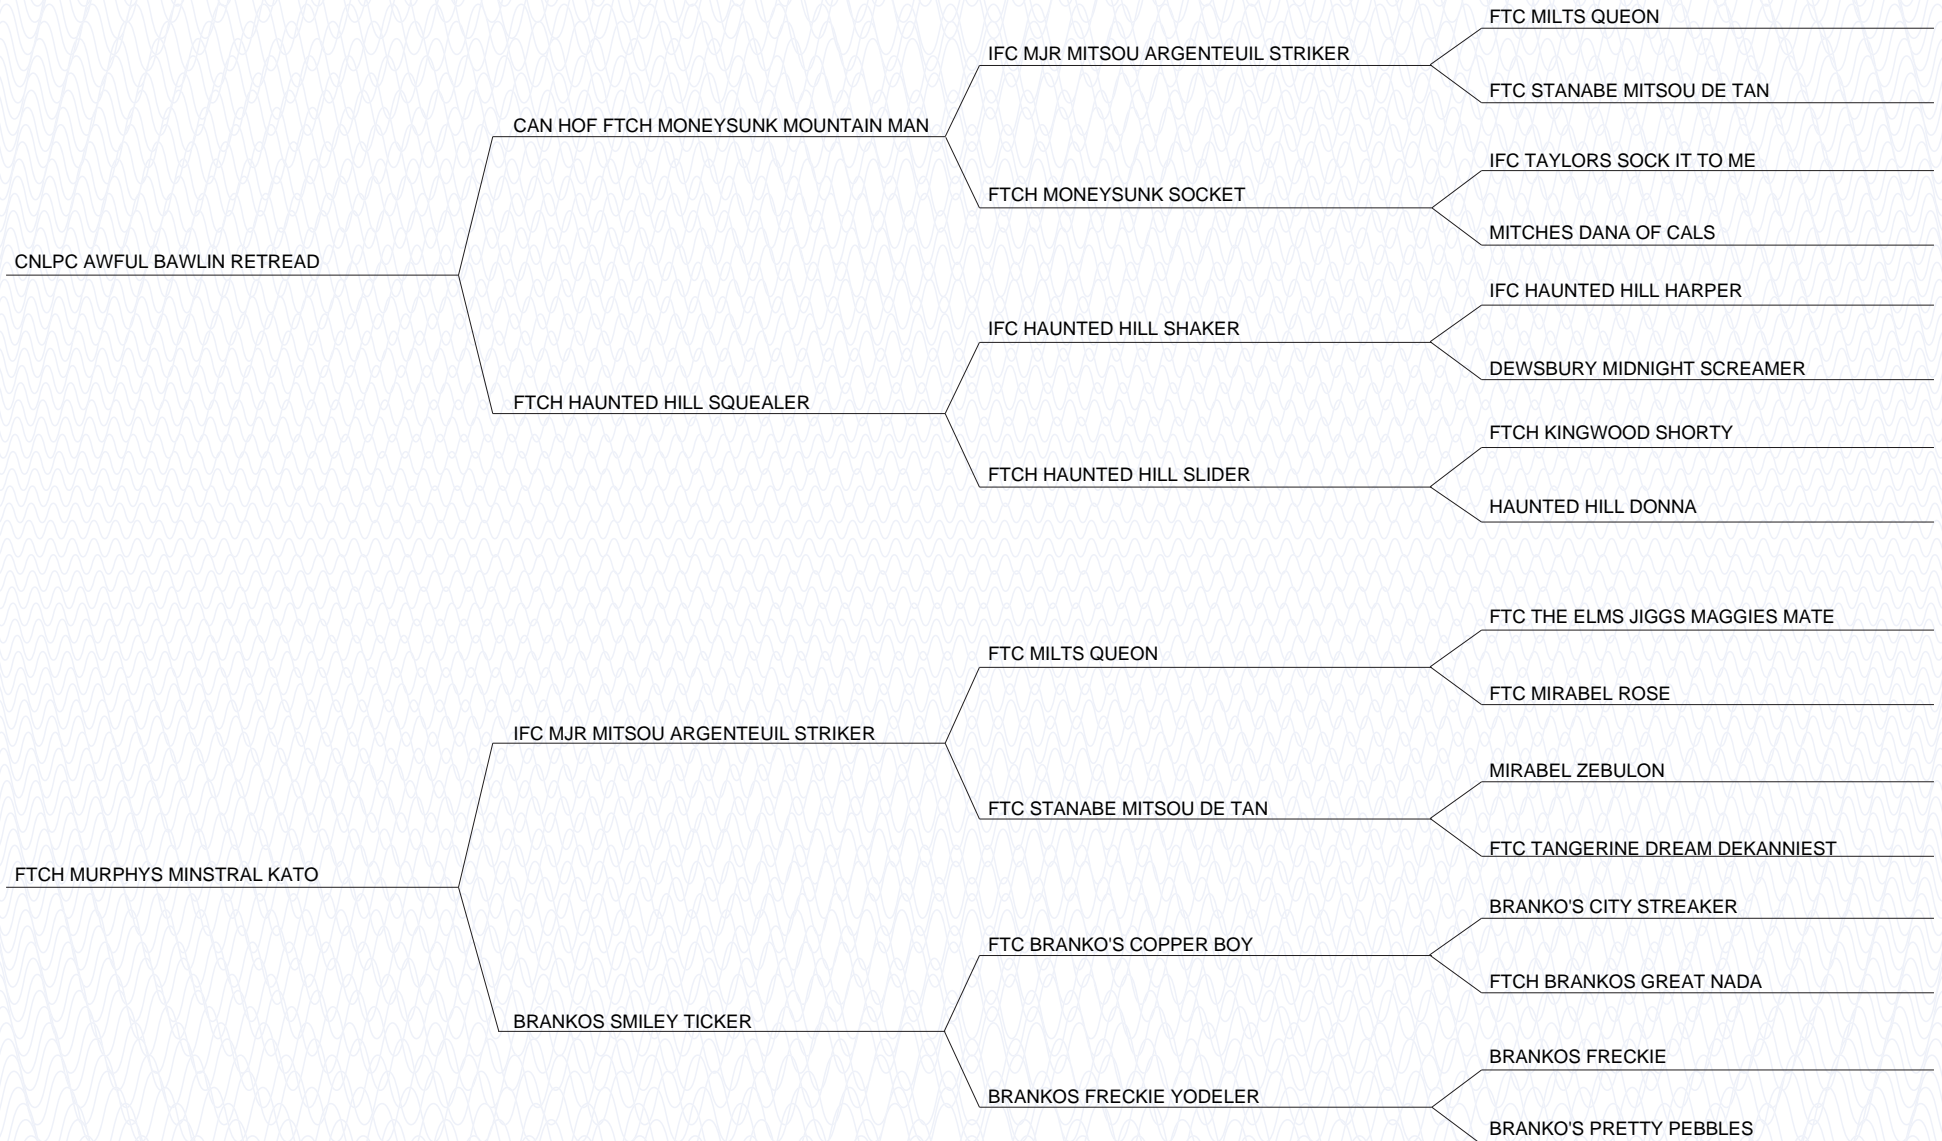 FTC MILTS QUEON
IFC MJR MITSOU ARGENTEUIL STRIKER
FTC STANABE MITSOU DE TAN
CAN HOF FTCH MONEYSUNK MOUNTAIN MAN
IFC TAYLORS SOCK IT TO ME
FTCH MONEYSUNK SOCKET
MITCHES DANA OF CALS
CNLPC AWFUL BAWLIN RETREAD
IFC HAUNTED HILL HARPER
IFC HAUNTED HILL SHAKER
DEWSBURY MIDNIGHT SCREAMER
FTCH HAUNTED HILL SQUEALER
FTCH KINGWOOD SHORTY
FTCH HAUNTED HILL SLIDER
HAUNTED HILL DONNA
FTC THE ELMS JIGGS MAGGIES MATE
FTC MILTS QUEON
FTC MIRABEL ROSE
IFC MJR MITSOU ARGENTEUIL STRIKER
MIRABEL ZEBULON
FTC STANABE MITSOU DE TAN
FTC TANGERINE DREAM DEKANNIEST
FTCH MURPHYS MINSTRAL KATO
BRANKO'S CITY STREAKER
FTC BRANKO'S COPPER BOY
FTCH BRANKOS GREAT NADA
BRANKOS SMILEY TICKER
BRANKOS FRECKIE
BRANKOS FRECKIE YODELER
BRANKO'S PRETTY PEBBLES